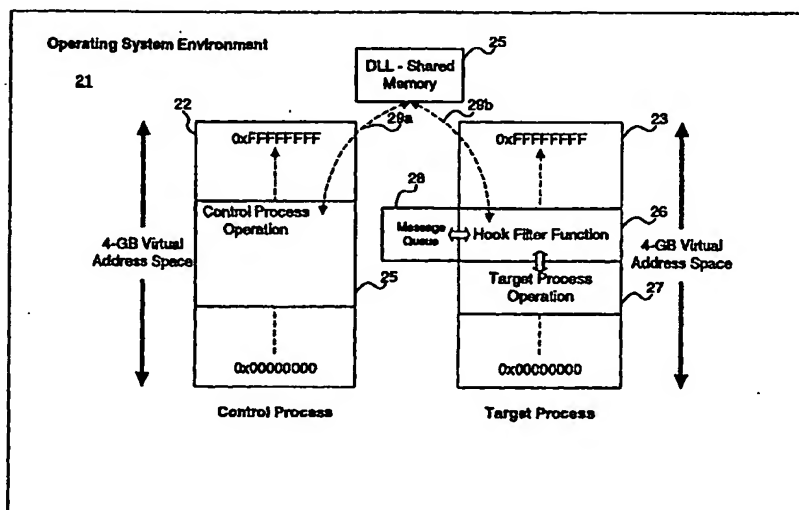 Operating System Environment
21
DLL - Shared
Memory
25
22
29a
29b
23
0xFFFFFFFF
0xFFFFFFFF
28
Control Process
Operation
Message
Queue
Hook Filter Function
26
4-GB Virtual
Address Space
4-GB Virtual
Address Space
Target Process
Operation
25
27
0x00000000
0x00000000
Control Process
Target Process